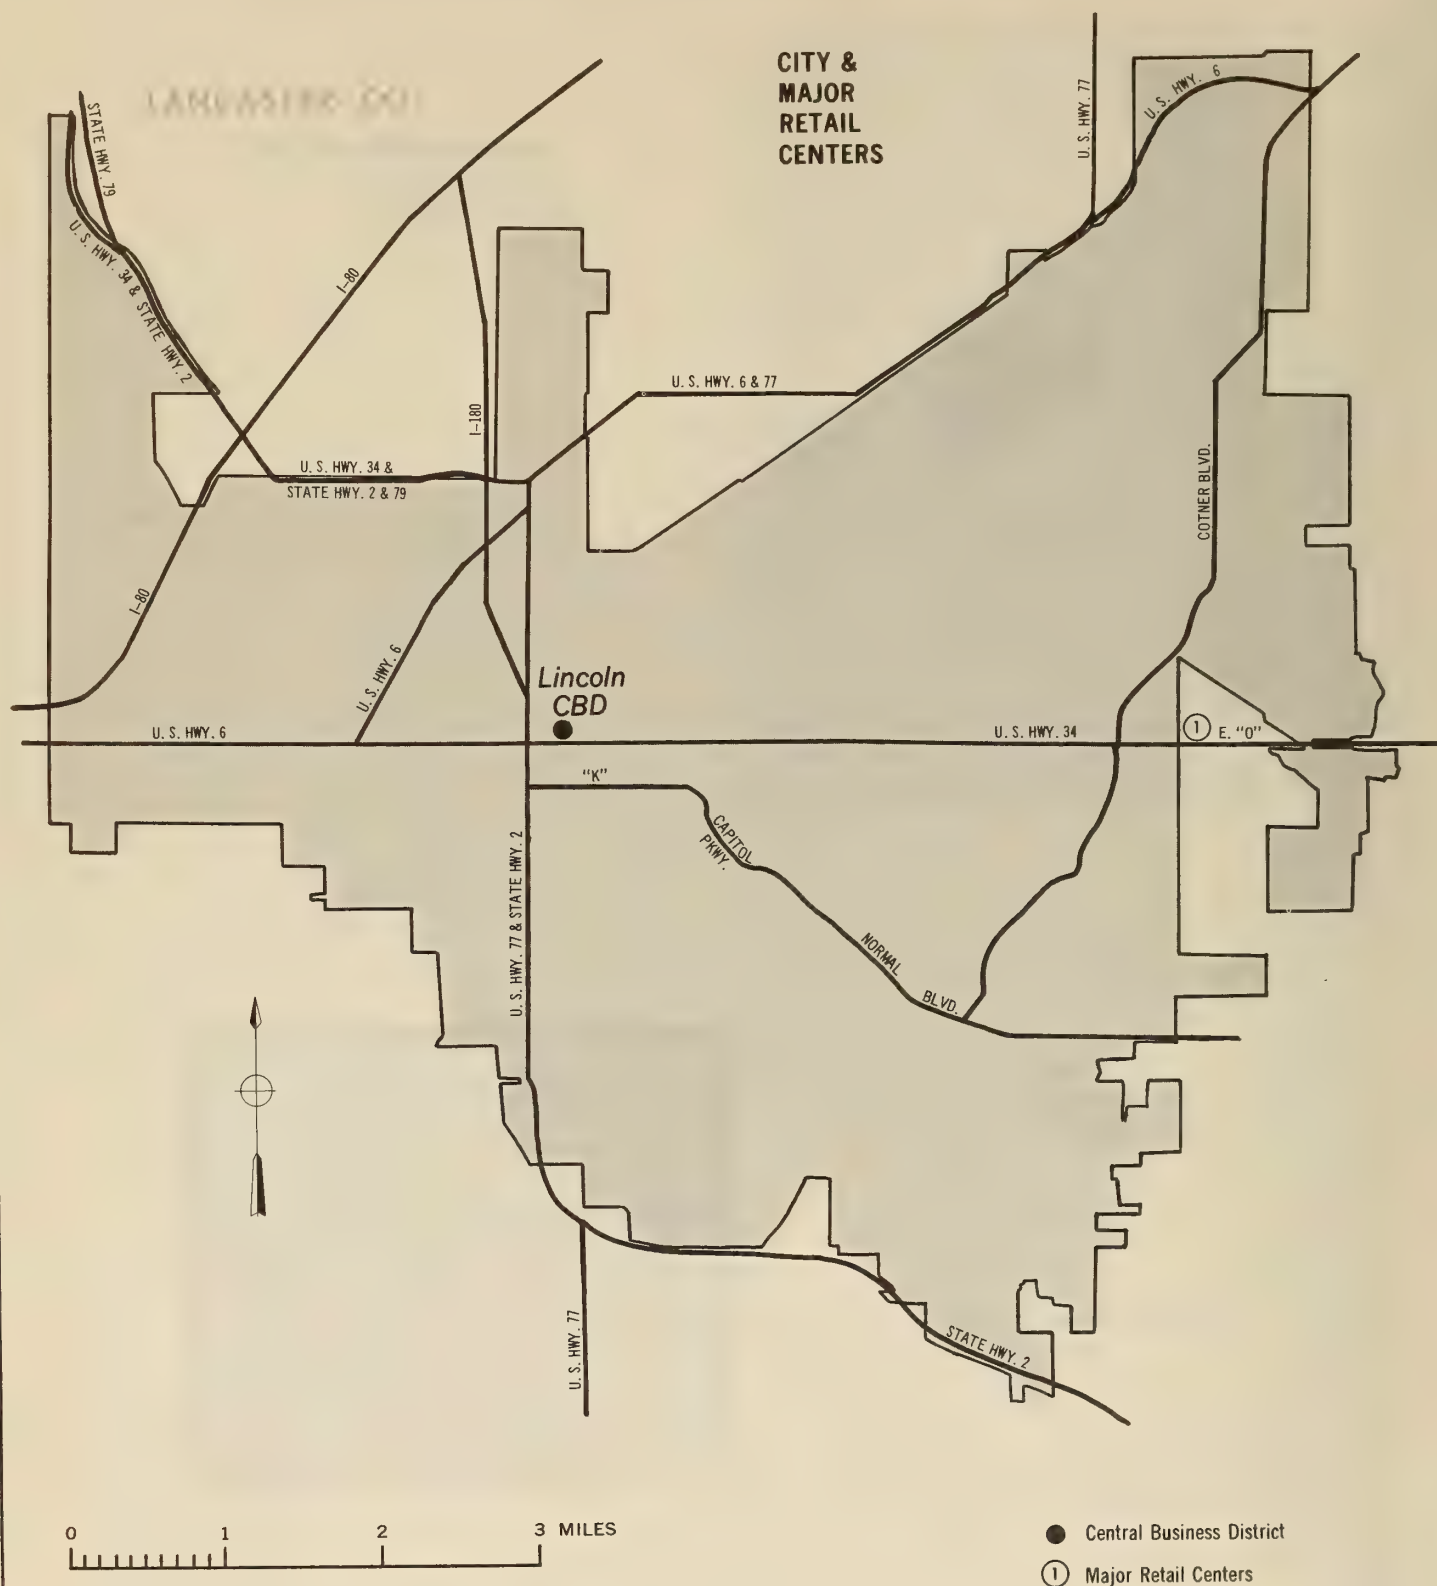 CITY &
MAJOR
RETAIL
CENTERS
U. S. HWY. 77
U. S. HWY. 6
STATE HWY. 79
U. S. HWY. 34 & STATE HWY. 2
I-80
I-180
U. S. HWY. 6 & 77
U. S. HWY. 34 &
STATE HWY. 2 & 79
COTNER BLVD.
I-80
U. S. HWY. 6
Lincoln
CBD
U. S. HWY. 6
U. S. HWY. 34
1 E. "O"
"K"
CAPITOL
PKWY.
U. S. HWY. 77 & STATE HWY. 2
NORMAL
BLVD.
U. S. HWY. 77
STATE HWY. 2
0 1 2 3 MILES
Central Business District
1 Major Retail Centers